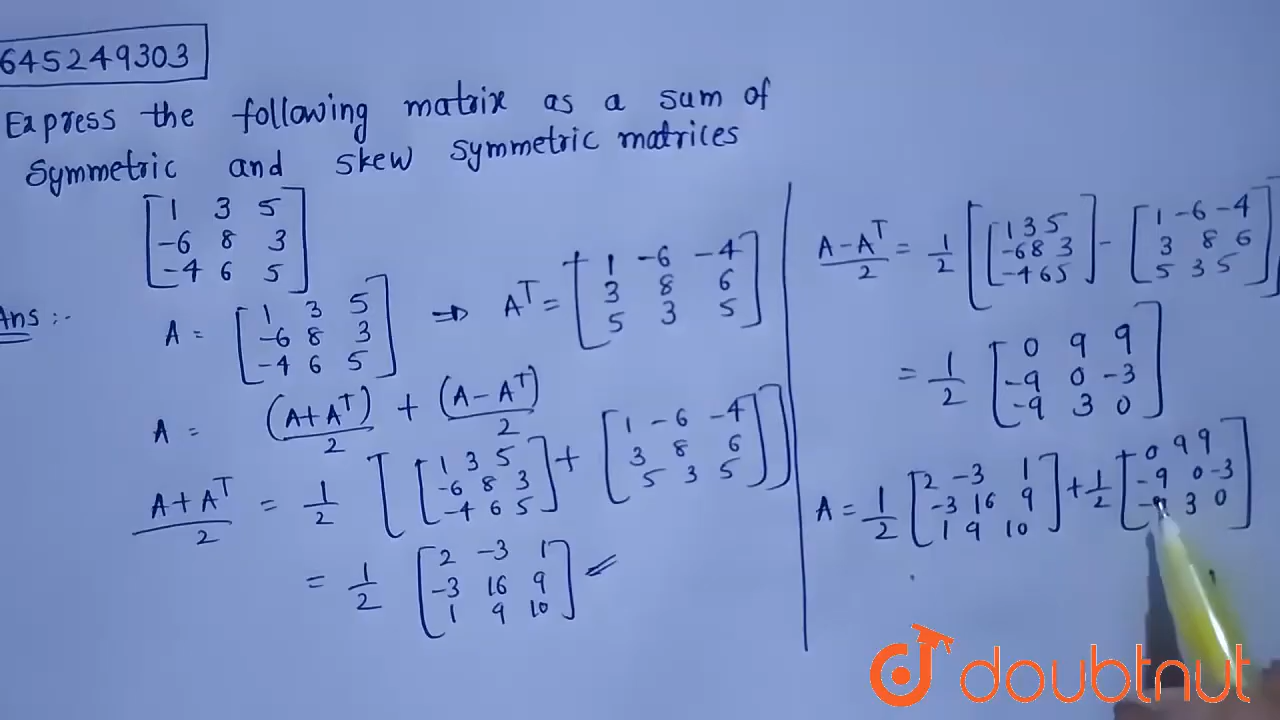 645249303
Express the following matrix as a sum of
Symmetric and skew symmetric matrices
[1 3 5
-6 8 3
-4 6 5]
Ans :-
A = [1 3 5
-6 8 3
-4 6 5] ⇒ Aᵀ = [1 -6 -4
3 8 6
5 3 5]
A = (A+Aᵀ)/2 + (A-Aᵀ)/2
A+Aᵀ/2 = 1/2 [[1 3 5
-6 8 3
-4 6 5] + [1 -6 -4
3 8 6
5 3 5]]
= 1/2 [2 -3 1
-3 16 9
1 9 10] ✓
A-Aᵀ/2 = 1/2 [[1 3 5
-6 8 3
-4 6 5] - [1 -6 -4
3 8 6
5 3 5]
= 1/2 [0 9 9
-9 0 -3
-9 3 0]
A = 1/2 [2 -3 1
-3 16 9
1 9 10] + 1/2 [0 9 9
-9 0 -3
-9 3 0]
doubtnut